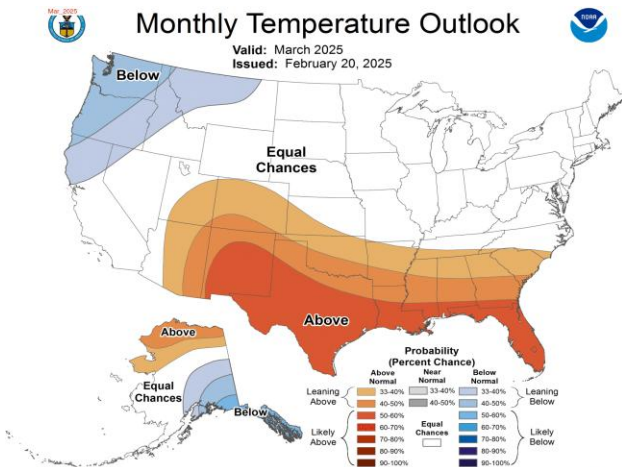 Mar. 2025
Monthly Temperature Outlook
NOAA
Valid: March 2025
Issued: February 20, 2025
Below
Equal
Chances
Above
Above
Equal
Chances
Below
Probability
(Percent Chance)
Above
Normal
Near
Normal
Below
Normal
Leaning
Above
33-40%
33-40%
33-40%
Leaning
Below
40-50%
40-50%
40-50%
Likely
Above
50-60%
Equal
Chances
50-60%
Likely
Below
60-70%
60-70%
70-80%
70-80%
80-90%
80-90%
90-100%
90-100%